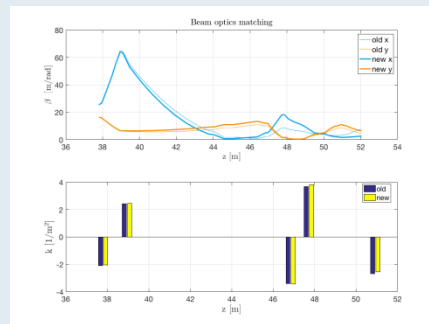 Beam optics matching
80
60
40
20
0
β [m/rad]
old x
old y
new x
new y
36 38 40 42 44 46 48 50 52 54
z [m]
4
2
0
-2
-4
k [1/m²]
old
new
36 38 40 42 44 46 48 50 52
z [m]